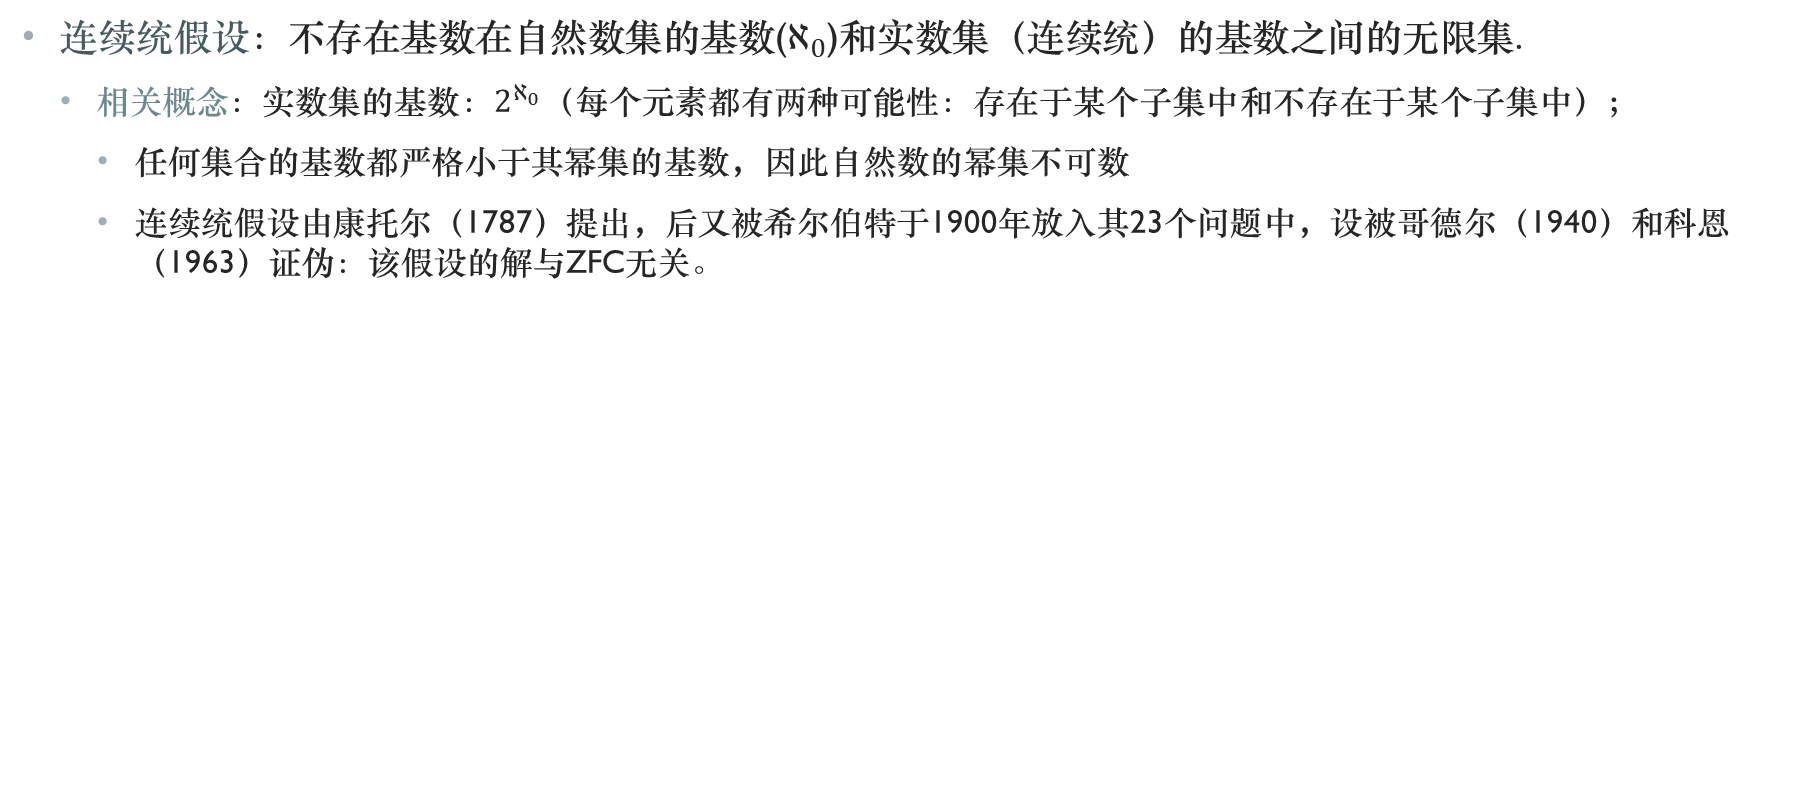 • 连续统假设：不存在基数在自然数集的基数(ℵ₀)和实数集（连续统）的基数之间的无限集.
• 相关概念：实数集的基数：2^ℵ₀（每个元素都有两种可能性：存在于某个子集中和不存在于某个子集中）；
• 任何集合的基数都严格小于其幂集的基数，因此自然数的幂集不可数
• 连续统假设由康托尔（1787）提出，后又被希尔伯特于1900年放入其23个问题中，设被哥德尔（1940）和科恩
（1963）证伪：该假设的解与ZFC无关。